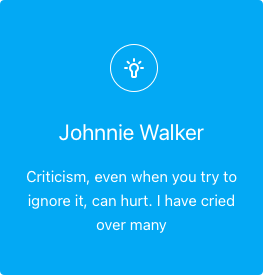 Johnnie Walker
Criticism, even when you try to
ignore it, can hurt. I have cried
over many